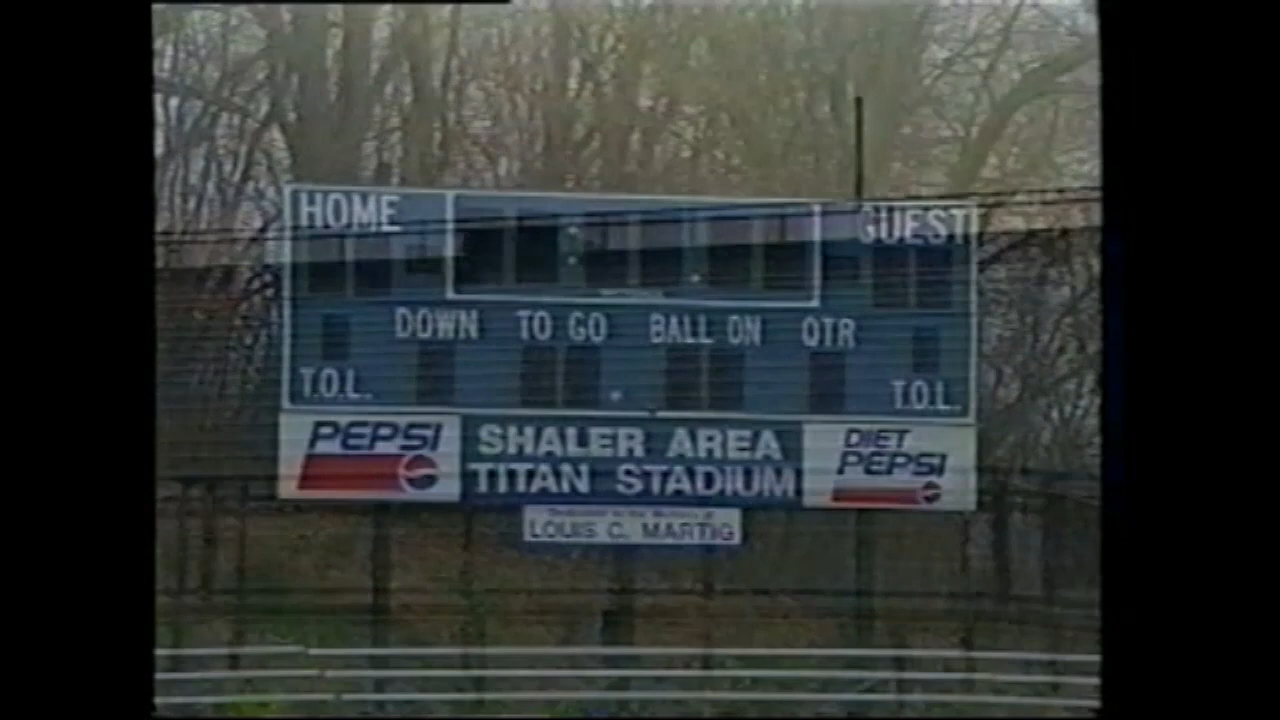 HOME GUEST
DOWN TO GO BALL ON QTR
T.O.L. T.O.L.
PEPSI
SHALER AREA
TITAN STADIUM
DIET
PEPSI
LOUIS C. MARTIG